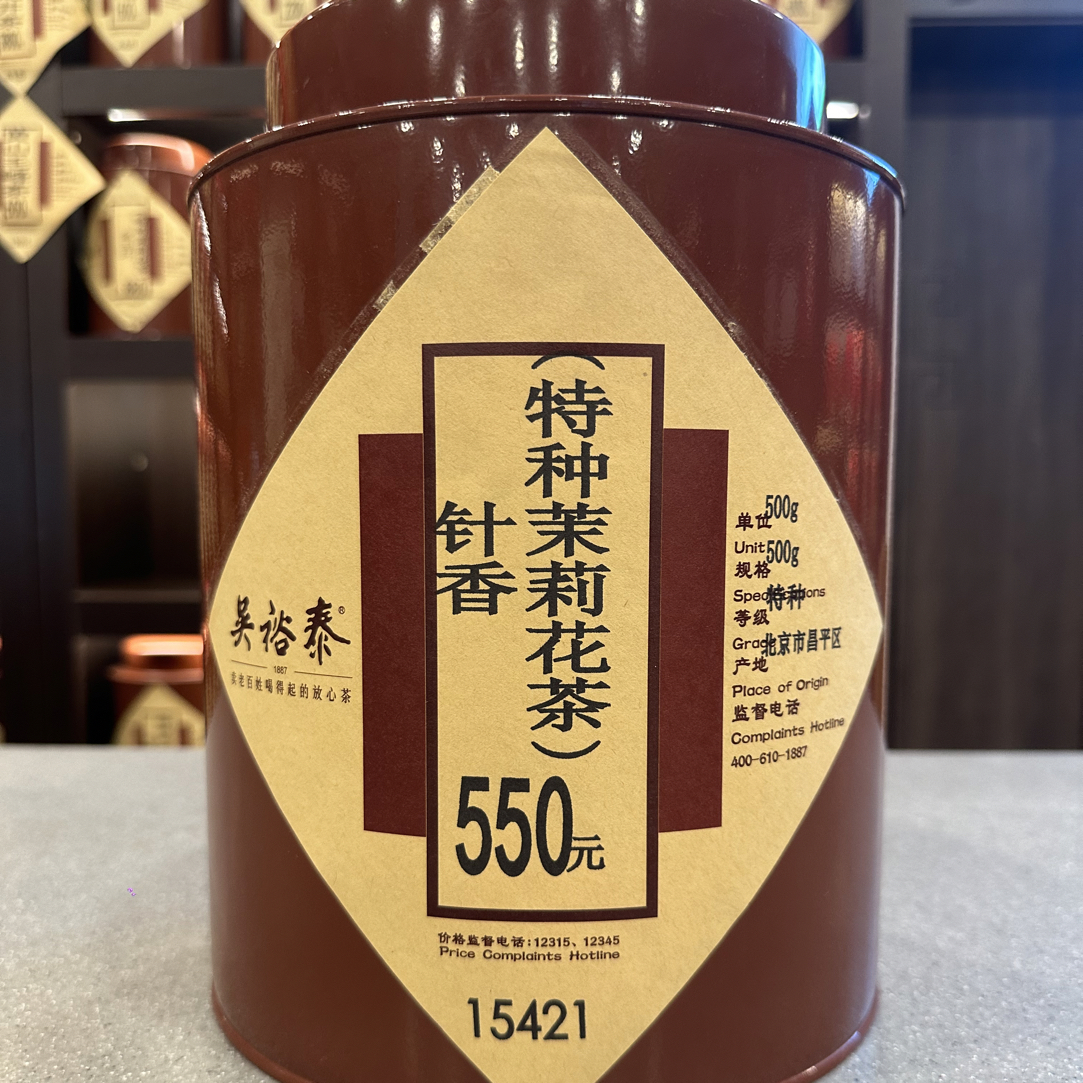 （特种茉莉花茶）
针香
550元
吴裕泰®
1887
卖老百姓喝得起的放心茶
500g
单位
Unit
500g
规格
Specifications
特种
等级
Grade
北京市昌平区
产地
Place of Origin
监督电话
Complaints Hotline
400-610-1887
价格监督电话:12315、12345
Price Complaints Hotline
15421